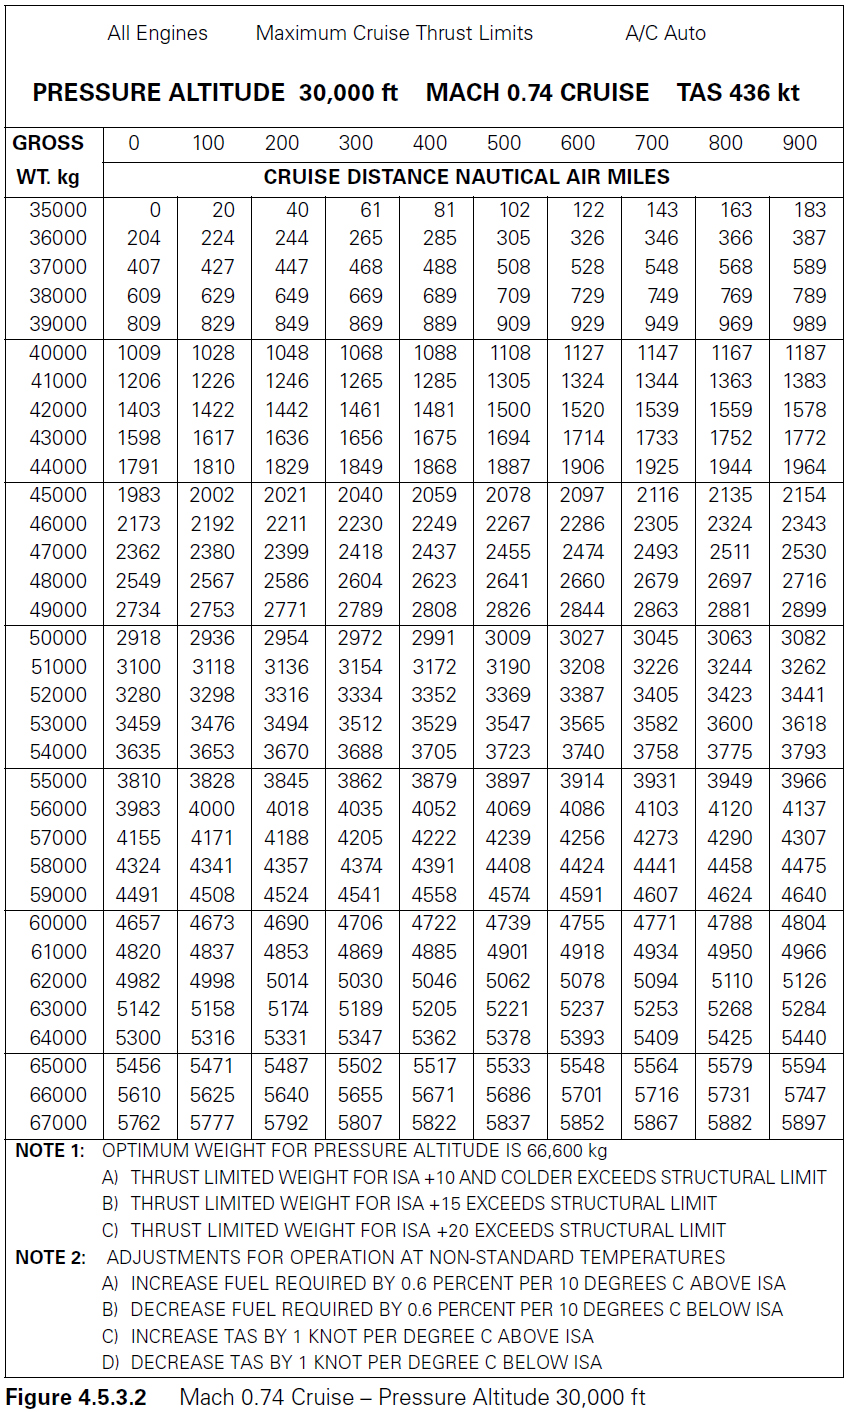 All Engines Maximum Cruise Thrust Limits A/C Auto
PRESSURE ALTITUDE 30,000 ft MACH 0.74 CRUISE TAS 436 kt
GROSS 0 100 200 300 400 500 600 700 800 900
WT. kg CRUISE DISTANCE NAUTICAL AIR MILES
35000 0 20 40 61 81 102 122 143 163 183
36000 204 224 244 265 285 305 326 346 366 387
37000 407 427 447 468 488 508 528 548 568 589
38000 609 629 649 669 689 709 729 749 769 789
39000 809 829 849 869 889 909 929 949 969 989
40000 1009 1028 1048 1068 1088 1108 1127 1147 1167 1187
41000 1206 1226 1246 1265 1285 1305 1324 1344 1363 1383
42000 1403 1422 1442 1461 1481 1500 1520 1539 1559 1578
43000 1598 1617 1636 1656 1675 1694 1714 1733 1752 1772
44000 1791 1810 1829 1849 1868 1887 1906 1925 1944 1964
45000 1983 2002 2021 2040 2059 2078 2097 2116 2135 2154
46000 2173 2192 2211 2230 2249 2267 2286 2305 2324 2343
47000 2362 2380 2399 2418 2437 2455 2474 2493 2511 2530
48000 2549 2567 2586 2604 2623 2641 2660 2679 2697 2716
49000 2734 2753 2771 2789 2808 2826 2844 2863 2881 2899
50000 2918 2936 2954 2972 2991 3009 3027 3045 3063 3082
51000 3100 3118 3136 3154 3172 3190 3208 3226 3244 3262
52000 3280 3298 3316 3334 3352 3369 3387 3405 3423 3441
53000 3459 3476 3494 3512 3529 3547 3565 3582 3600 3618
54000 3635 3653 3670 3688 3705 3723 3740 3758 3775 3793
55000 3810 3828 3845 3862 3879 3897 3914 3931 3949 3966
56000 3983 4000 4018 4035 4052 4069 4086 4103 4120 4137
57000 4155 4171 4188 4205 4222 4239 4256 4273 4290 4307
58000 4324 4341 4357 4374 4391 4408 4424 4441 4458 4475
59000 4491 4508 4524 4541 4558 4574 4591 4607 4624 4640
60000 4657 4673 4690 4706 4722 4739 4755 4771 4788 4804
61000 4820 4837 4853 4869 4885 4901 4918 4934 4950 4966
62000 4982 4998 5014 5030 5046 5062 5078 5094 5110 5126
63000 5142 5158 5174 5189 5205 5221 5237 5253 5268 5284
64000 5300 5316 5331 5347 5362 5378 5393 5409 5425 5440
65000 5456 5471 5487 5502 5517 5533 5548 5564 5579 5594
66000 5610 5625 5640 5655 5671 5686 5701 5716 5731 5747
67000 5762 5777 5792 5807 5822 5837 5852 5867 5882 5897
NOTE 1: OPTIMUM WEIGHT FOR PRESSURE ALTITUDE IS 66,600 kg
A) THRUST LIMITED WEIGHT FOR ISA +10 AND COLDER EXCEEDS STRUCTURAL LIMIT
B) THRUST LIMITED WEIGHT FOR ISA +15 EXCEEDS STRUCTURAL LIMIT
C) THRUST LIMITED WEIGHT FOR ISA +20 EXCEEDS STRUCTURAL LIMIT
NOTE 2: ADJUSTMENTS FOR OPERATION AT NON-STANDARD TEMPERATURES
A) INCREASE FUEL REQUIRED BY 0.6 PERCENT PER 10 DEGREES C ABOVE ISA
B) DECREASE FUEL REQUIRED BY 0.6 PERCENT PER 10 DEGREES C BELOW ISA
C) INCREASE TAS BY 1 KNOT PER DEGREE C ABOVE ISA
D) DECREASE TAS BY 1 KNOT PER DEGREE C BELOW ISA
Figure 4.5.3.2 Mach 0.74 Cruise – Pressure Altitude 30,000 ft